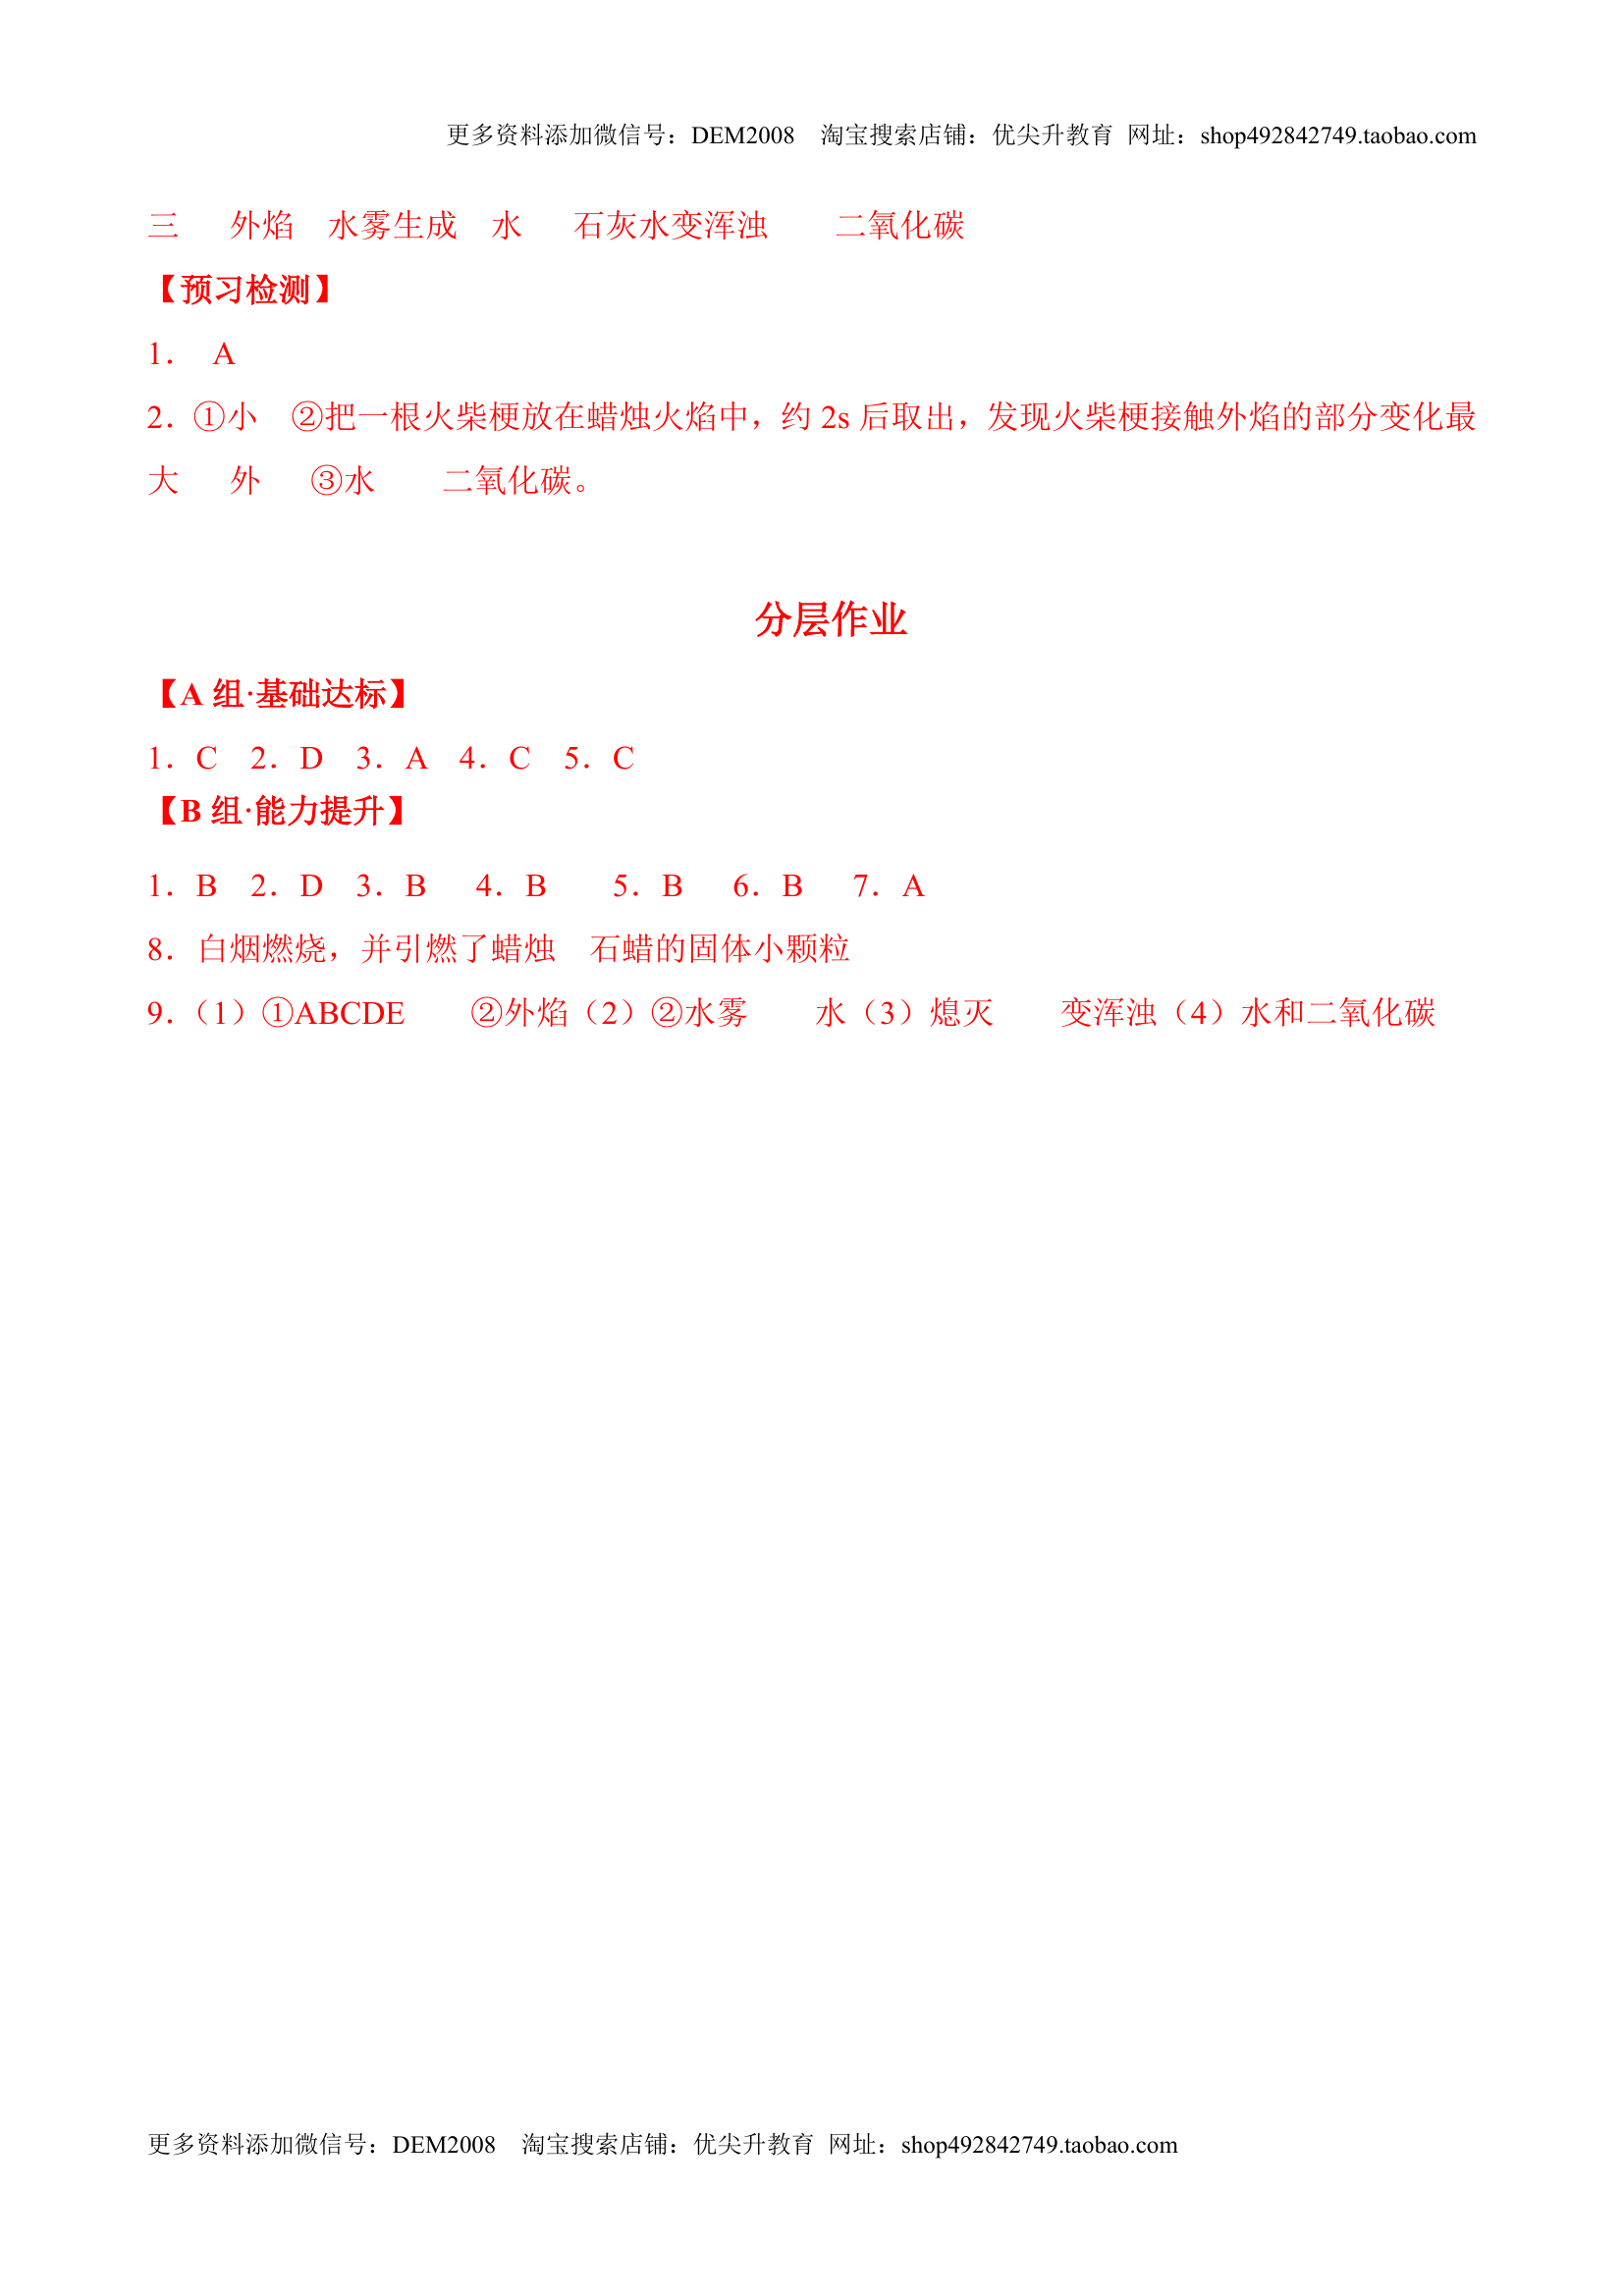 更多资料添加微信号：DEM2008 淘宝搜索店铺：优尖升教育 网址：shop492842749.taobao.com
三 外焰 水雾生成 水 石灰水变浑浊 二氧化碳
【预习检测】
1． A
2．①小 ②把一根火柴梗放在蜡烛火焰中，约 2s 后取出，发现火柴梗接触外焰的部分变化最
大 外 ③水 二氧化碳。
分层作业
【A 组·基础达标】
1．C 2．D 3．A 4．C 5．C
【B 组·能力提升】
1．B 2．D 3．B 4．B 5．B 6．B 7．A
8．白烟燃烧，并引燃了蜡烛 石蜡的固体小颗粒
9．（1）①ABCDE ②外焰（2）②水雾 水（3）熄灭 变浑浊（4）水和二氧化碳
更多资料添加微信号：DEM2008 淘宝搜索店铺：优尖升教育 网址：shop492842749.taobao.com